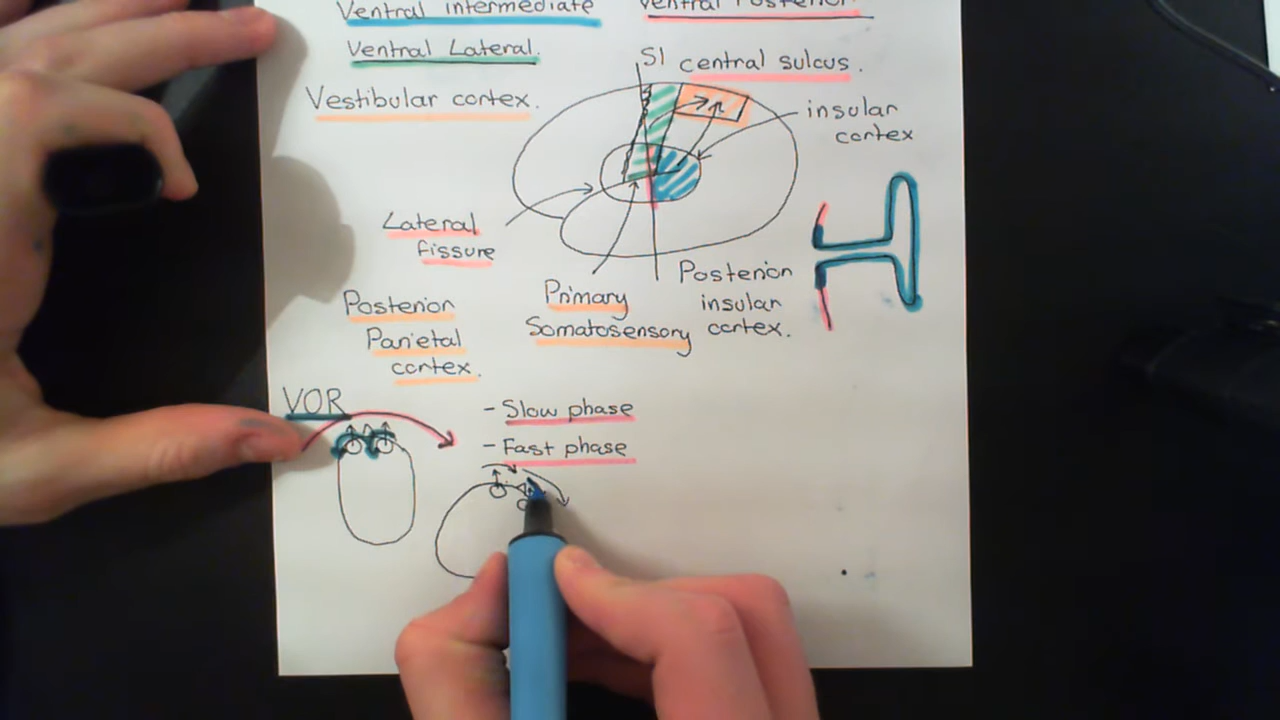 Ventral intermediate
Ventral Posterior.
Ventral Lateral.
S1 central sulcus.
Vestibular cortex.
insular
cortex
Lateral
fissure
Primary
Somatosensory
Posterior
insular
cortex.
Posterior
Parietal
cortex.
VOR
- Slow phase
- Fast phase